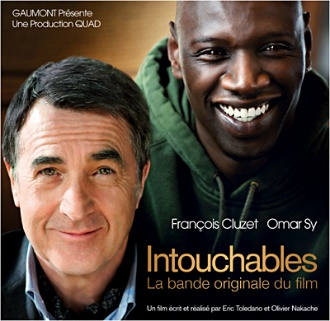 GAUMONT Présente
Une Production QUAD
François Cluzet Omar Sy
Intouchables
La bande originale du film
Un film écrit et réalisé par Eric Toledano et Olivier Nakache